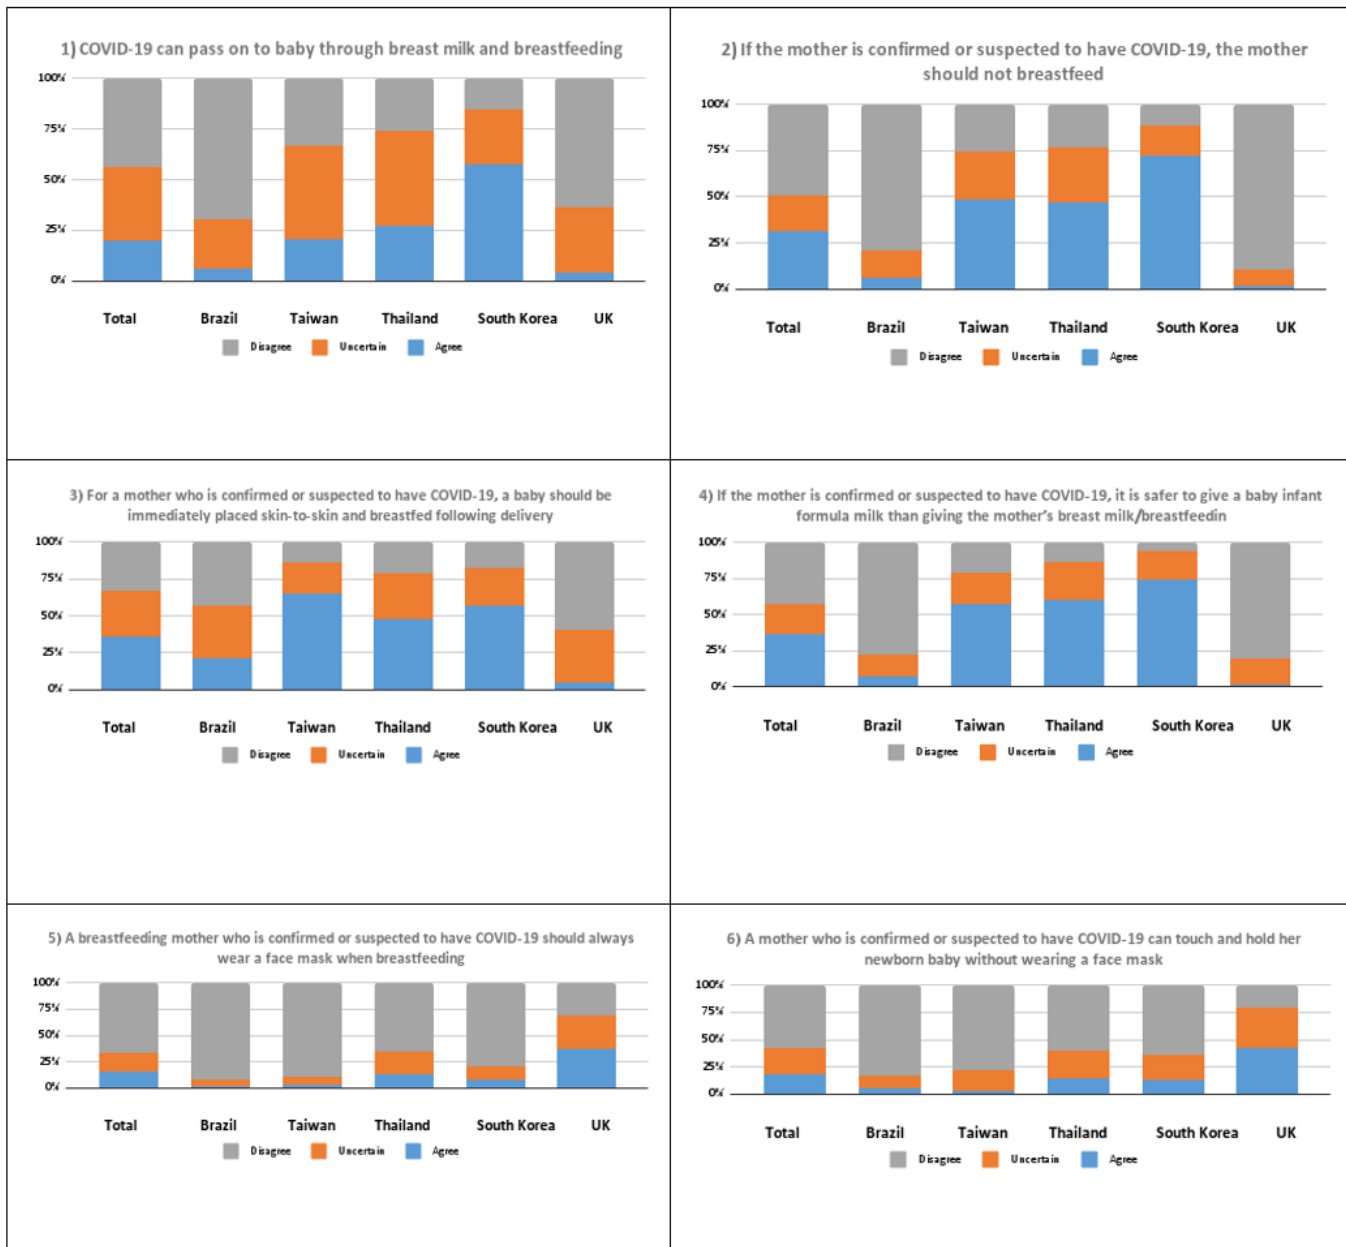 1) COVID-19 can pass on to baby through breast milk and breastfeeding
100%
75%
50%
25%
0%
Total Brazil Taiwan Thailand South Korea UK
Disagree Uncertain Agree
2) If the mother is confirmed or suspected to have COVID-19, the mother
should not breastfeed
100%
75%
50%
25%
0%
Total Brazil Taiwan Thailand South Korea UK
Disagree Uncertain Agree
3) For a mother who is confirmed or suspected to have COVID-19, a baby should be
immediately placed skin-to-skin and breastfed following delivery
100%
75%
50%
25%
0%
Total Brazil Taiwan Thailand South Korea UK
Disagree Uncertain Agree
4) If the mother is confirmed or suspected to have COVID-19, it is safer to give a baby infant
formula milk than giving the mother's breast milk/breastfeedin
100%
75%
50%
25%
0%
Total Brazil Taiwan Thailand South Korea UK
Disagree Uncertain Agree
5) A breastfeeding mother who is confirmed or suspected to have COVID-19 should always
wear a face mask when breastfeeding
100%
75%
50%
25%
0%
Total Brazil Taiwan Thailand South Korea UK
Disagree Uncertain Agree
6) A mother who is confirmed or suspected to have COVID-19 can touch and hold her
newborn baby without wearing a face mask
100%
75%
50%
25%
0%
Total Brazil Taiwan Thailand South Korea UK
Disagree Uncertain Agree